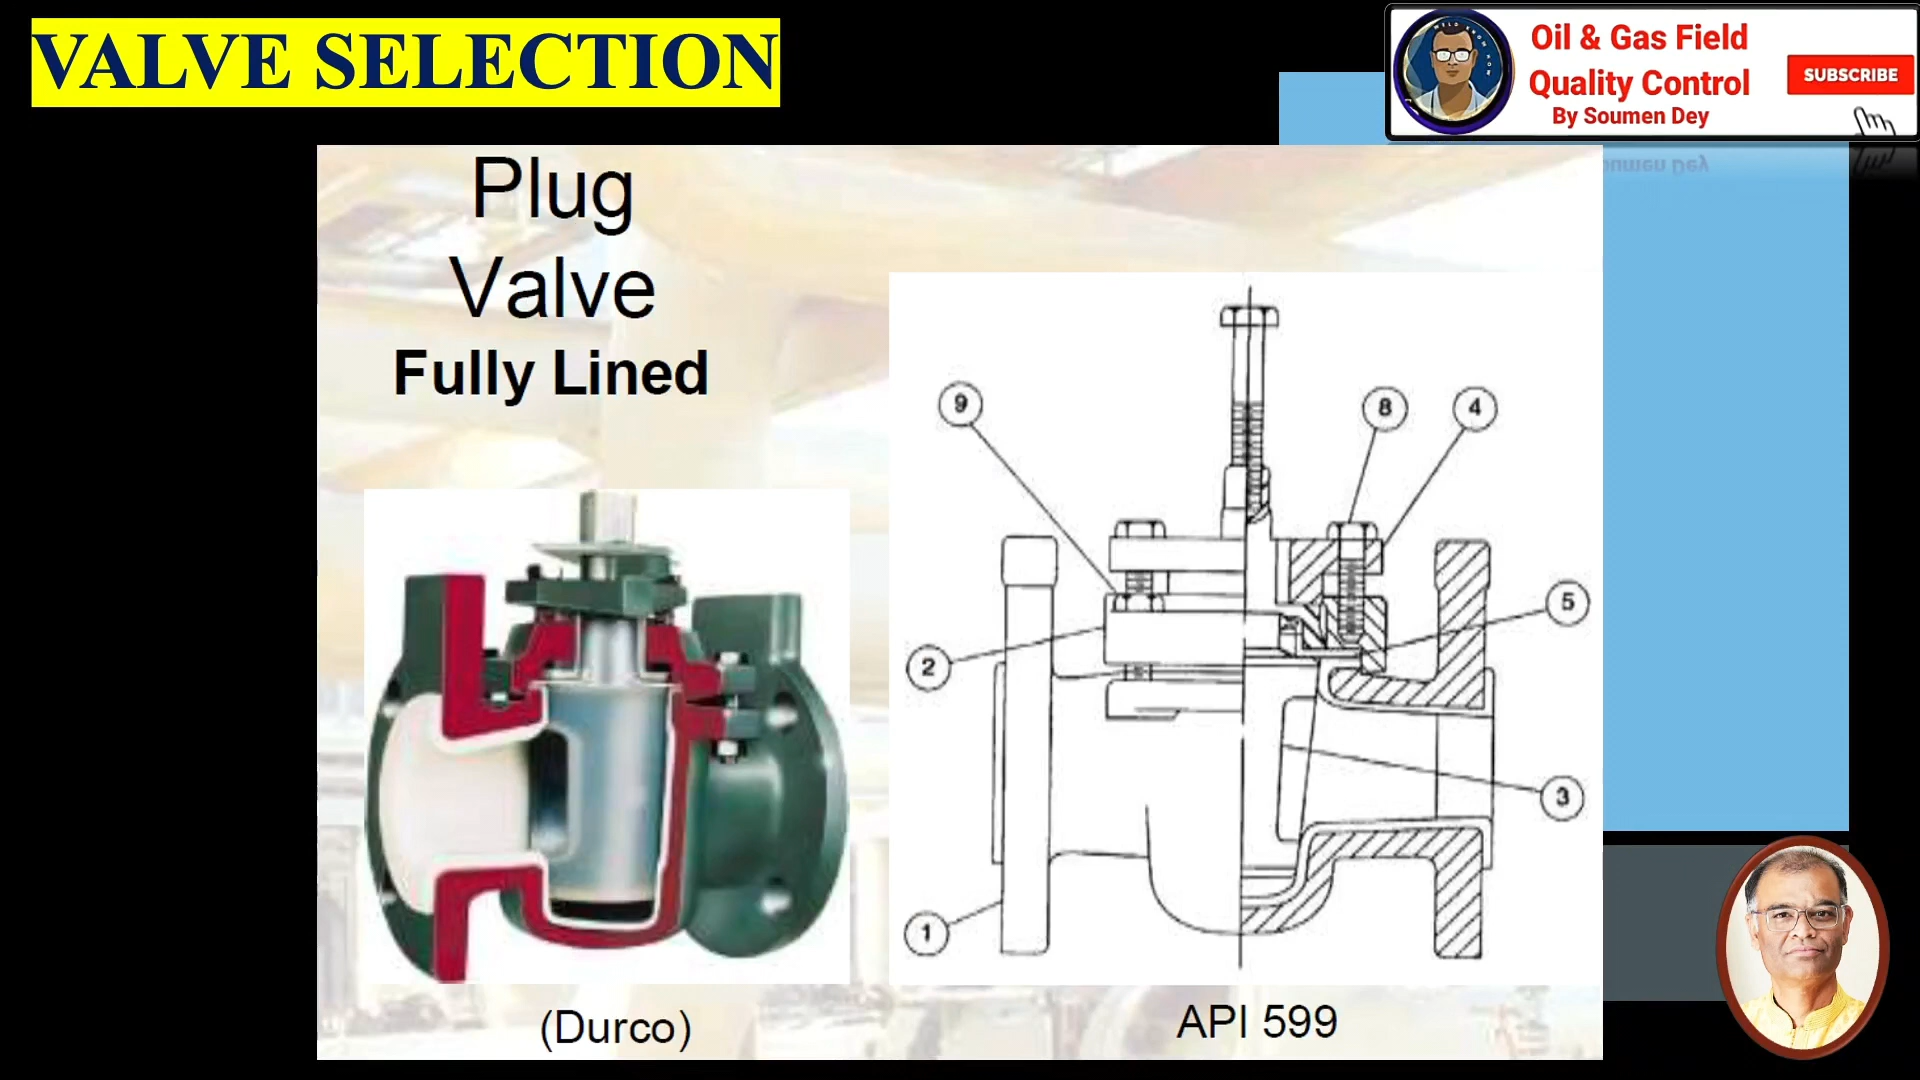 VALVE SELECTION
Oil & Gas Field
Quality Control
By Soumen Dey
SUBSCRIBE
Plug
Valve
Fully Lined
9
8
4
5
2
3
1
(Durco)
API 599